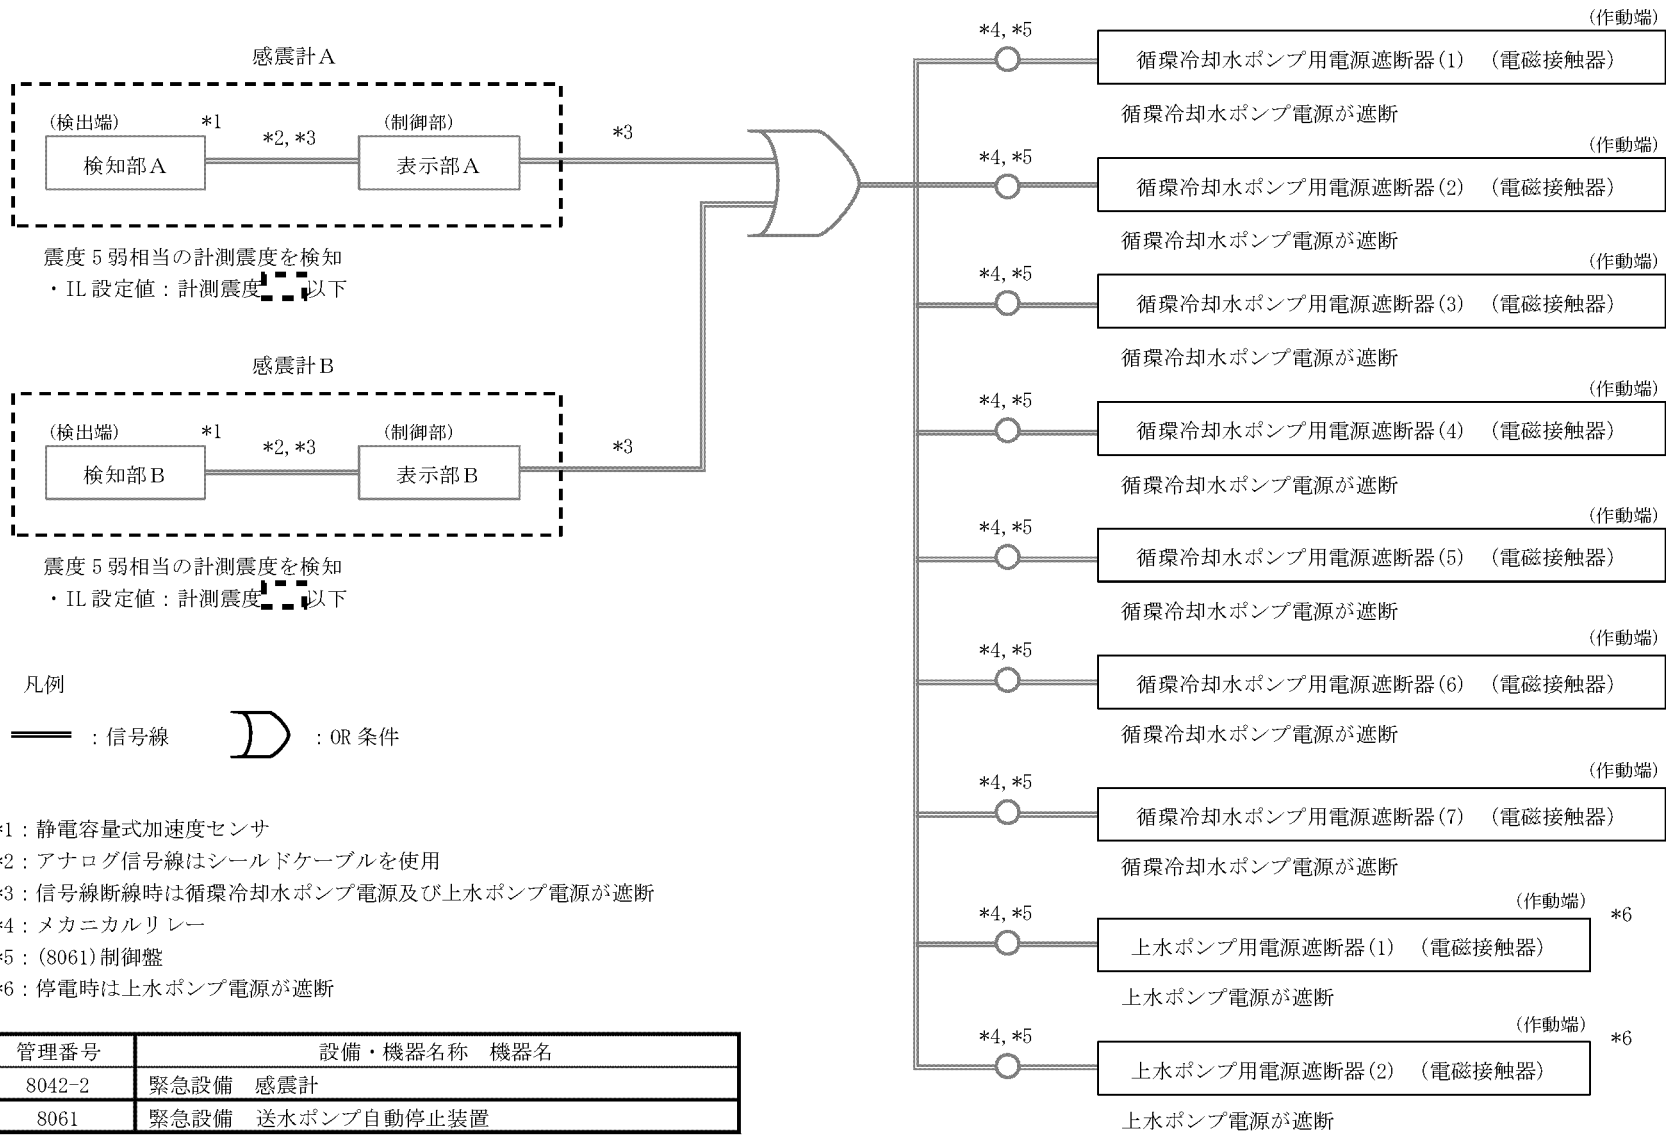 感震計A
(検出端)
*1
*2,*3
(制御部)
検知部A
表示部A
*3
震度5弱相当の計測震度を検知
・IL設定値：計測震度 以下
感震計B
(検出端)
*1
*2,*3
(制御部)
検知部B
表示部B
*3
震度5弱相当の計測震度を検知
・IL設定値：計測震度 以下
凡例
：信号線
：OR条件
*1：静電容量式加速度センサ
*2：アナログ信号線はシールドケーブルを使用
*3：信号線断線時は循環冷却水ポンプ電源及び上水ポンプ電源が遮断
*4：メカニカルリレー
*5：(8061)制御盤
*6：停電時は上水ポンプ電源が遮断
管理番号 設備・機器名称 機器名
8042-2 緊急設備 感震計
8061 緊急設備 送水ポンプ自動停止装置
(作動端)
*4,*5
循環冷却水ポンプ用電源遮断器(1) (電磁接触器)
循環冷却水ポンプ電源が遮断
(作動端)
*4,*5
循環冷却水ポンプ用電源遮断器(2) (電磁接触器)
循環冷却水ポンプ電源が遮断
(作動端)
*4,*5
循環冷却水ポンプ用電源遮断器(3) (電磁接触器)
循環冷却水ポンプ電源が遮断
(作動端)
*4,*5
循環冷却水ポンプ用電源遮断器(4) (電磁接触器)
循環冷却水ポンプ電源が遮断
(作動端)
*4,*5
循環冷却水ポンプ用電源遮断器(5) (電磁接触器)
循環冷却水ポンプ電源が遮断
(作動端)
*4,*5
循環冷却水ポンプ用電源遮断器(6) (電磁接触器)
循環冷却水ポンプ電源が遮断
(作動端)
*4,*5
循環冷却水ポンプ用電源遮断器(7) (電磁接触器)
循環冷却水ポンプ電源が遮断
(作動端)
*4,*5
*6
上水ポンプ用電源遮断器(1) (電磁接触器)
上水ポンプ電源が遮断
(作動端)
*4,*5
*6
上水ポンプ用電源遮断器(2) (電磁接触器)
上水ポンプ電源が遮断